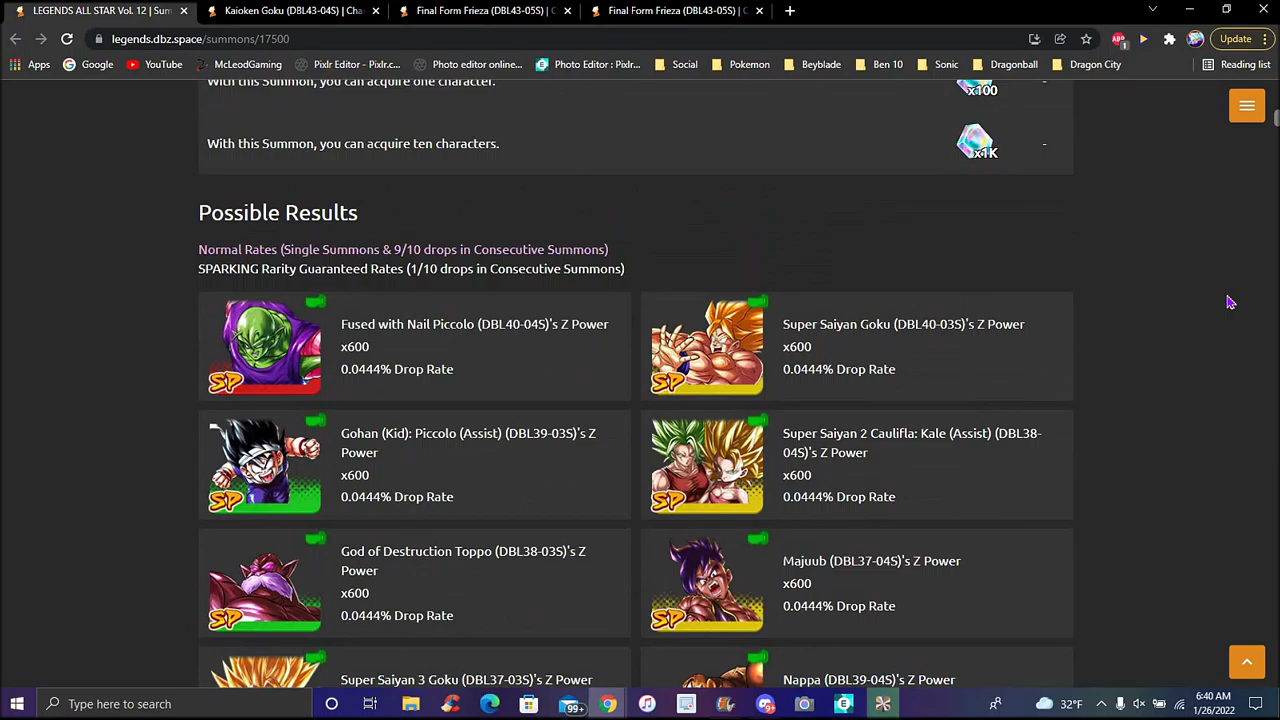 LEGENDS ALL STAR Vol. 12 | Sum
Kaioken Goku (DBL43-04S) | Cha
Final Form Frieza (DBL43-05S) | C
Final Form Frieza (DBL43-05S) | C
legends.dbz.space/summons/17500
ABP
1
Update
Apps
Google
YouTube
McLeodGaming
Pixlr Editor - Pixlr.c...
Photo editor online...
Photo Editor : Pixlr...
Social
Pokemon
Beyblade
Ben 10
Sonic
Dragonball
Dragon City
Reading list
With this Summon, you can acquire one character.
x100
-
With this Summon, you can acquire ten characters.
x1K
-
Possible Results
Normal Rates (Single Summons & 9/10 drops in Consecutive Summons)
SPARKING Rarity Guaranteed Rates (1/10 drops in Consecutive Summons)
SP
Fused with Nail Piccolo (DBL40-04S)'s Z Power
x600
0.0444% Drop Rate
SP
Super Saiyan Goku (DBL40-03S)'s Z Power
x600
0.0444% Drop Rate
SP
Gohan (Kid): Piccolo (Assist) (DBL39-03S)'s Z
Power
x600
0.0444% Drop Rate
SP
Super Saiyan 2 Caulifla: Kale (Assist) (DBL38-
04S)'s Z Power
x600
0.0444% Drop Rate
SP
God of Destruction Toppo (DBL38-03S)'s Z
Power
x600
0.0444% Drop Rate
SP
Majuub (DBL37-04S)'s Z Power
x600
0.0444% Drop Rate
Super Saiyan 3 Goku (DBL37-03S)'s Z Power
Nappa (DBL39-04S)'s Z Power
Type here to search
99+
32°F
6:40 AM
1/26/2022